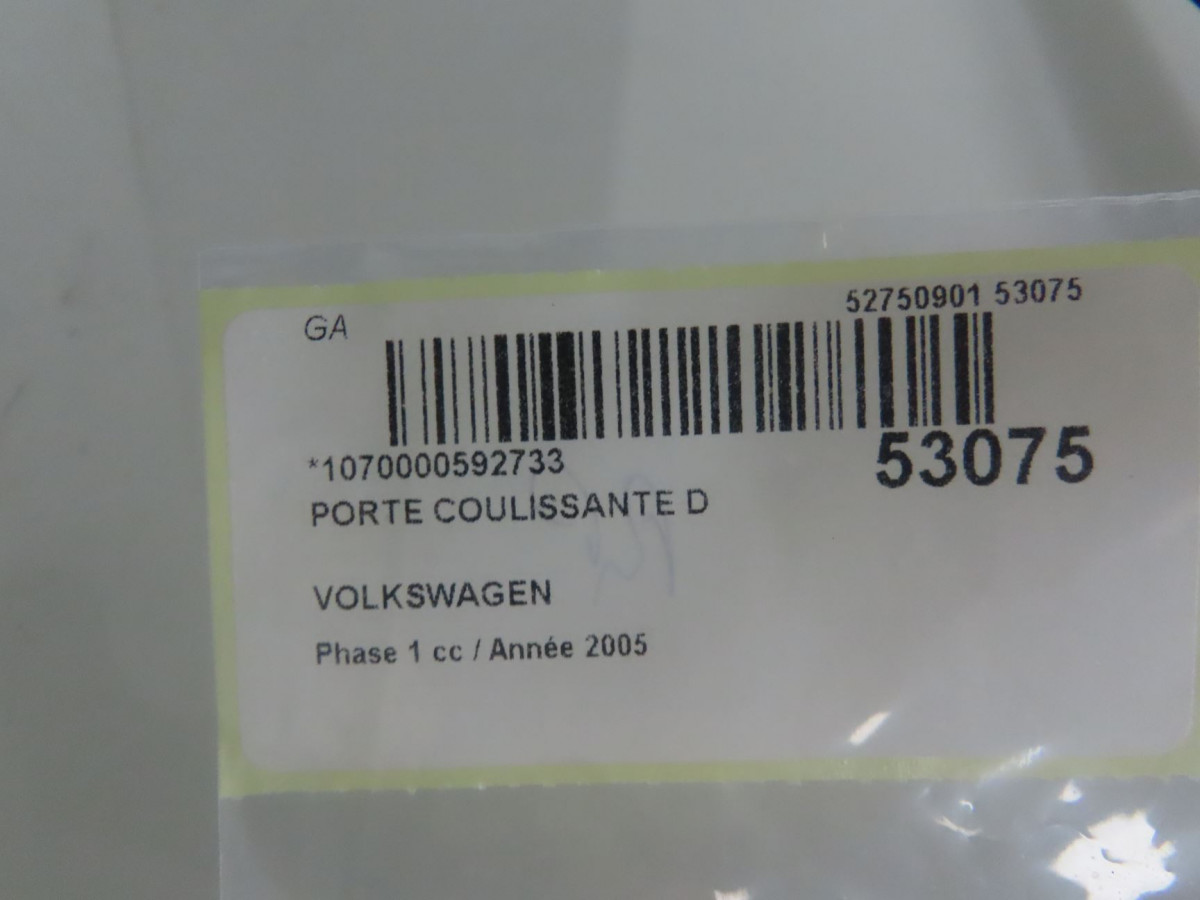 GA
52750901 53075
*1070000592733
53075
PORTE COULISSANTE D
VOLKSWAGEN
Phase 1 cc / Année 2005